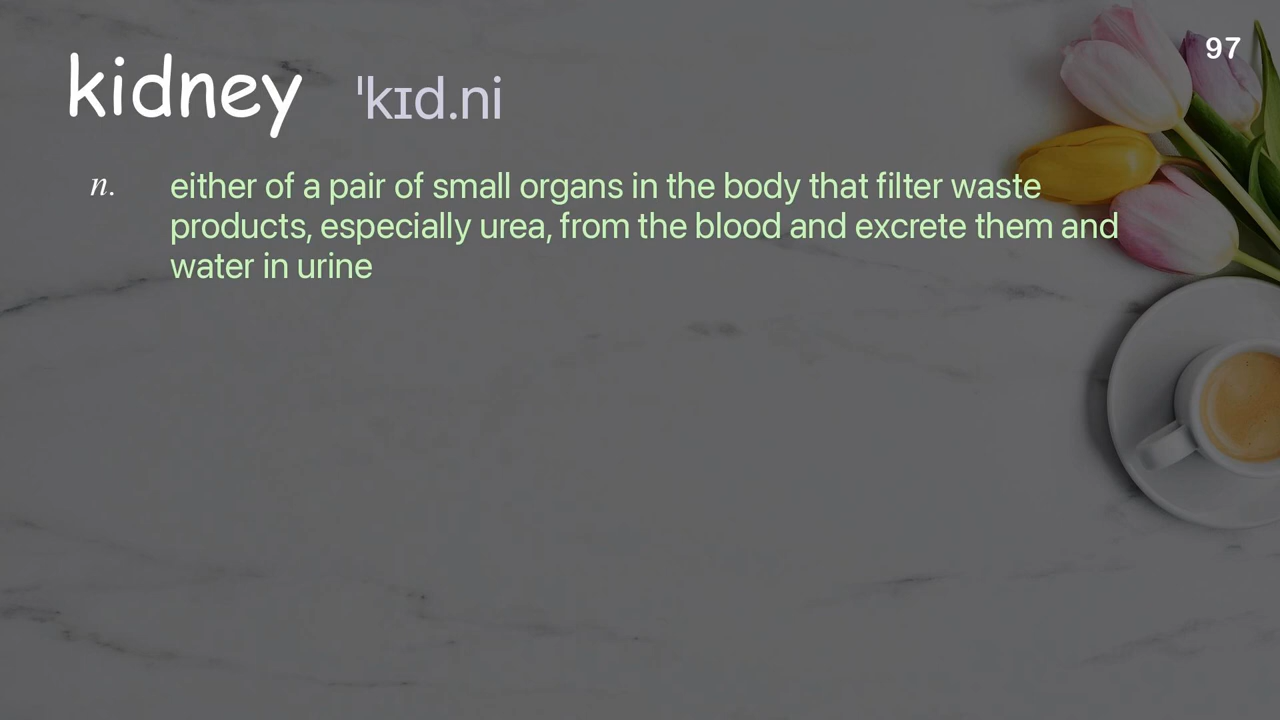 97
kidney ˈkɪd.ni
n. either of a pair of small organs in the body that filter waste
products, especially urea, from the blood and excrete them and
water in urine